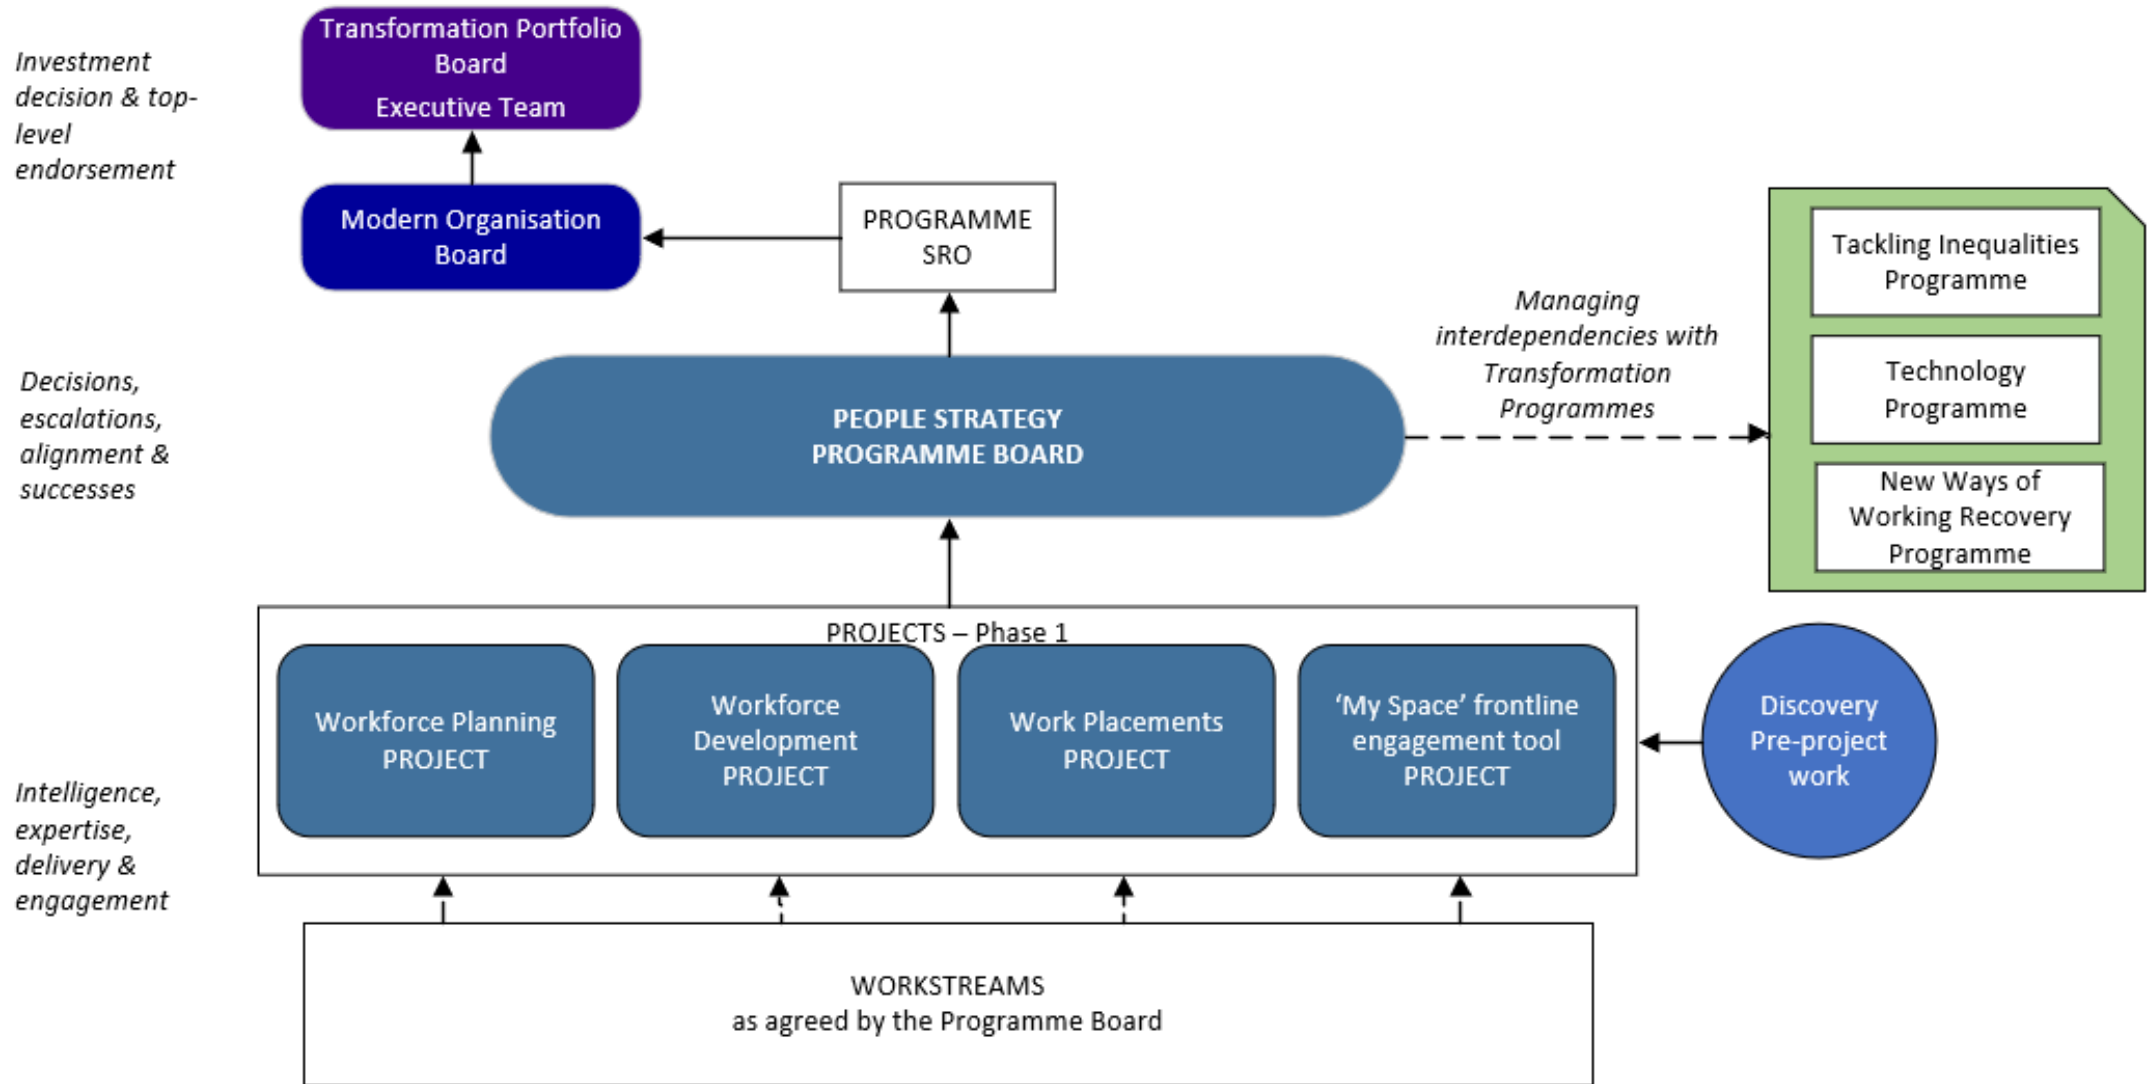 Investment
decision & top-
level
endorsement
Transformation Portfolio
Board
Executive Team
Modern Organisation
Board
PROGRAMME
SRO
Decisions,
escalations,
alignment &
successes
PEOPLE STRATEGY
PROGRAMME BOARD
Managing
interdependencies with
Transformation
Programmes
Tackling Inequalities
Programme
Technology
Programme
New Ways of
Working Recovery
Programme
Intelligence,
expertise,
delivery &
engagement
PROJECTS – Phase 1
Workforce Planning
PROJECT
Workforce
Development
PROJECT
Work Placements
PROJECT
‘My Space’ frontline
engagement tool
PROJECT
Discovery
Pre-project
work
WORKSTREAMS
as agreed by the Programme Board